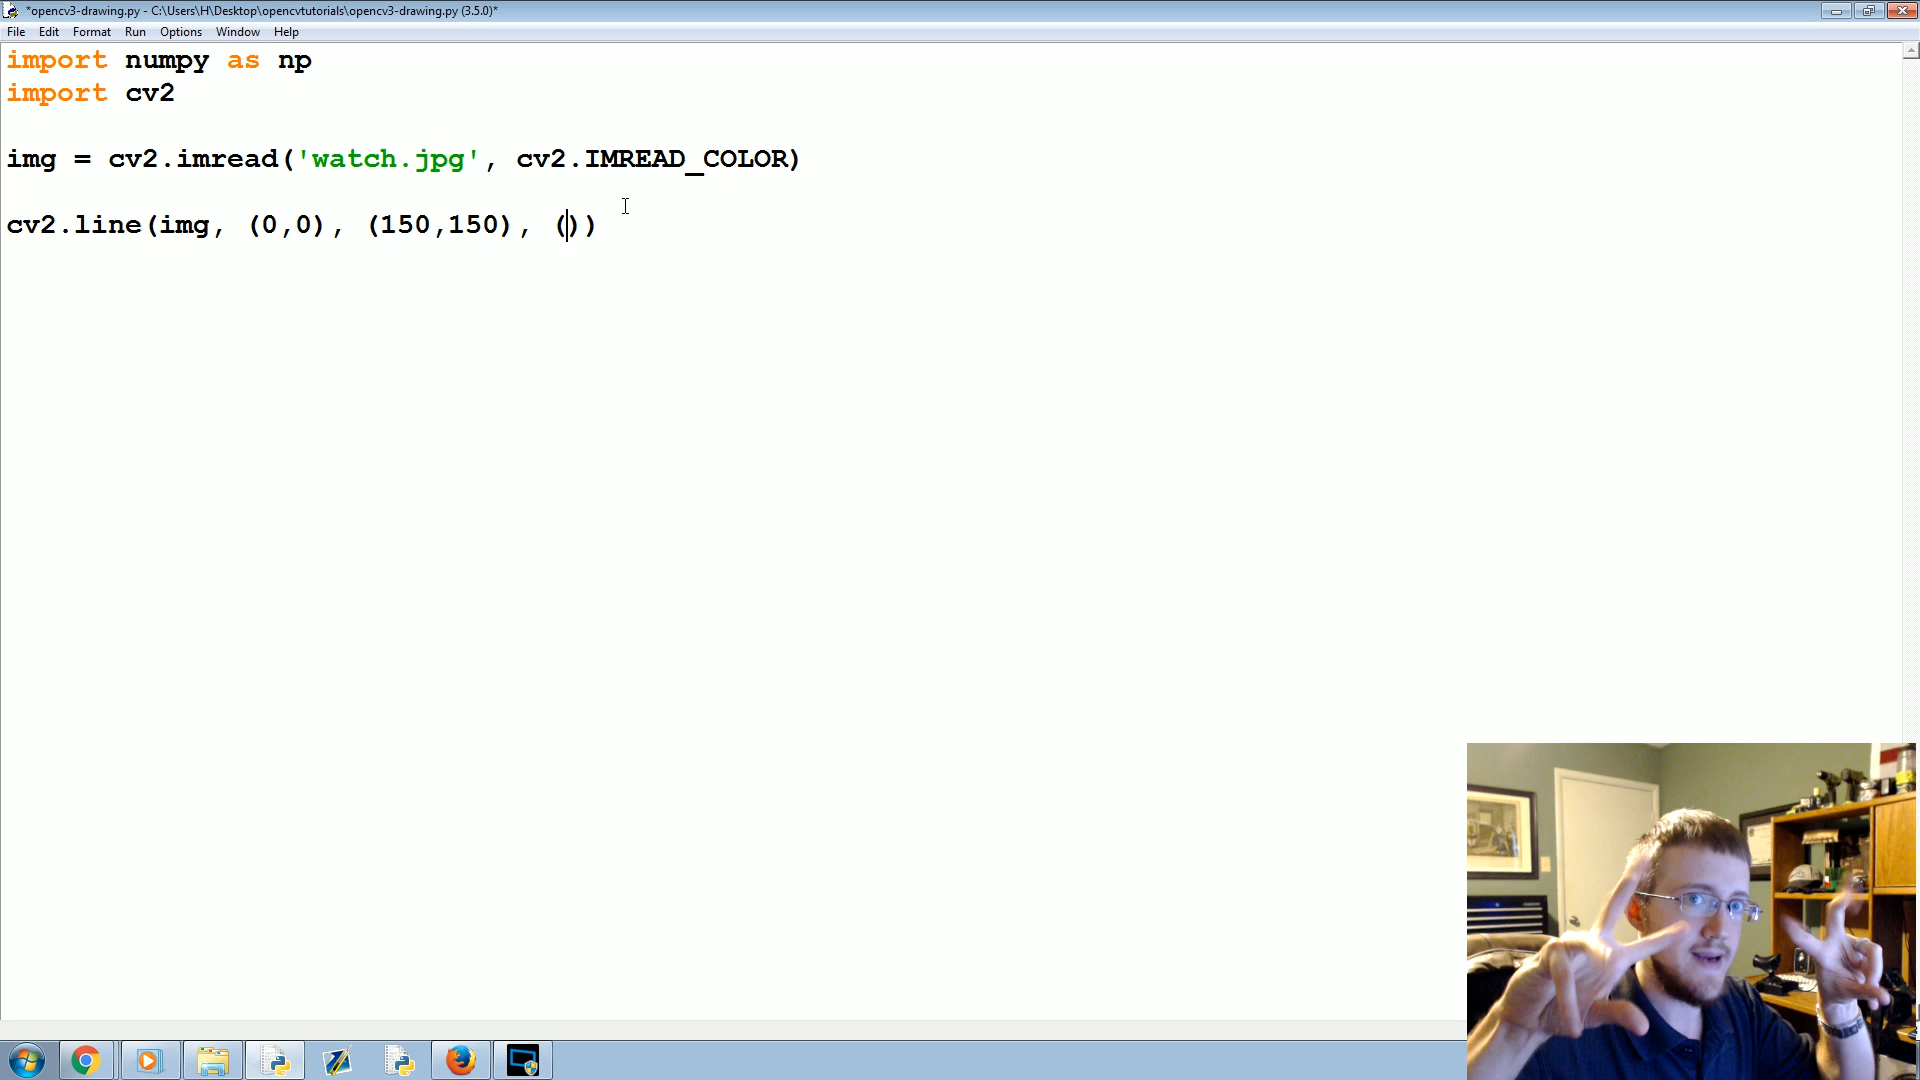 *opencv3-drawing.py - C:\Users\H\Desktop\opencvtutorials\opencv3-drawing.py (3.5.0)*
File Edit Format Run Options Window Help
import numpy as np
import cv2
img = cv2.imread('watch.jpg', cv2.IMREAD_COLOR)
cv2.line(img, (0,0), (150,150), ())